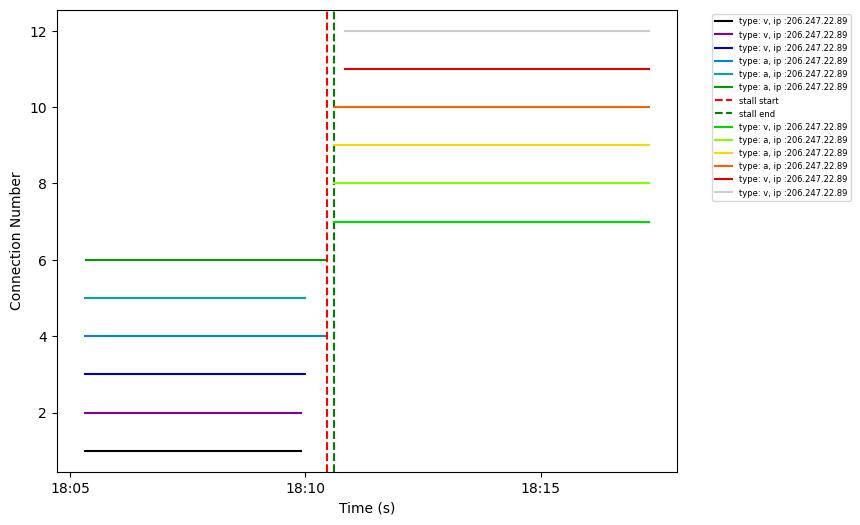 12
10
8
6
4
2
Connection Number
18:05
18:10
18:15
Time (s)
type: v, ip :206.247.22.89
type: v, ip :206.247.22.89
type: v, ip :206.247.22.89
type: a, ip :206.247.22.89
type: a, ip :206.247.22.89
type: a, ip :206.247.22.89
stall start
stall end
type: v, ip :206.247.22.89
type: a, ip :206.247.22.89
type: a, ip :206.247.22.89
type: a, ip :206.247.22.89
type: v, ip :206.247.22.89
type: v, ip :206.247.22.89